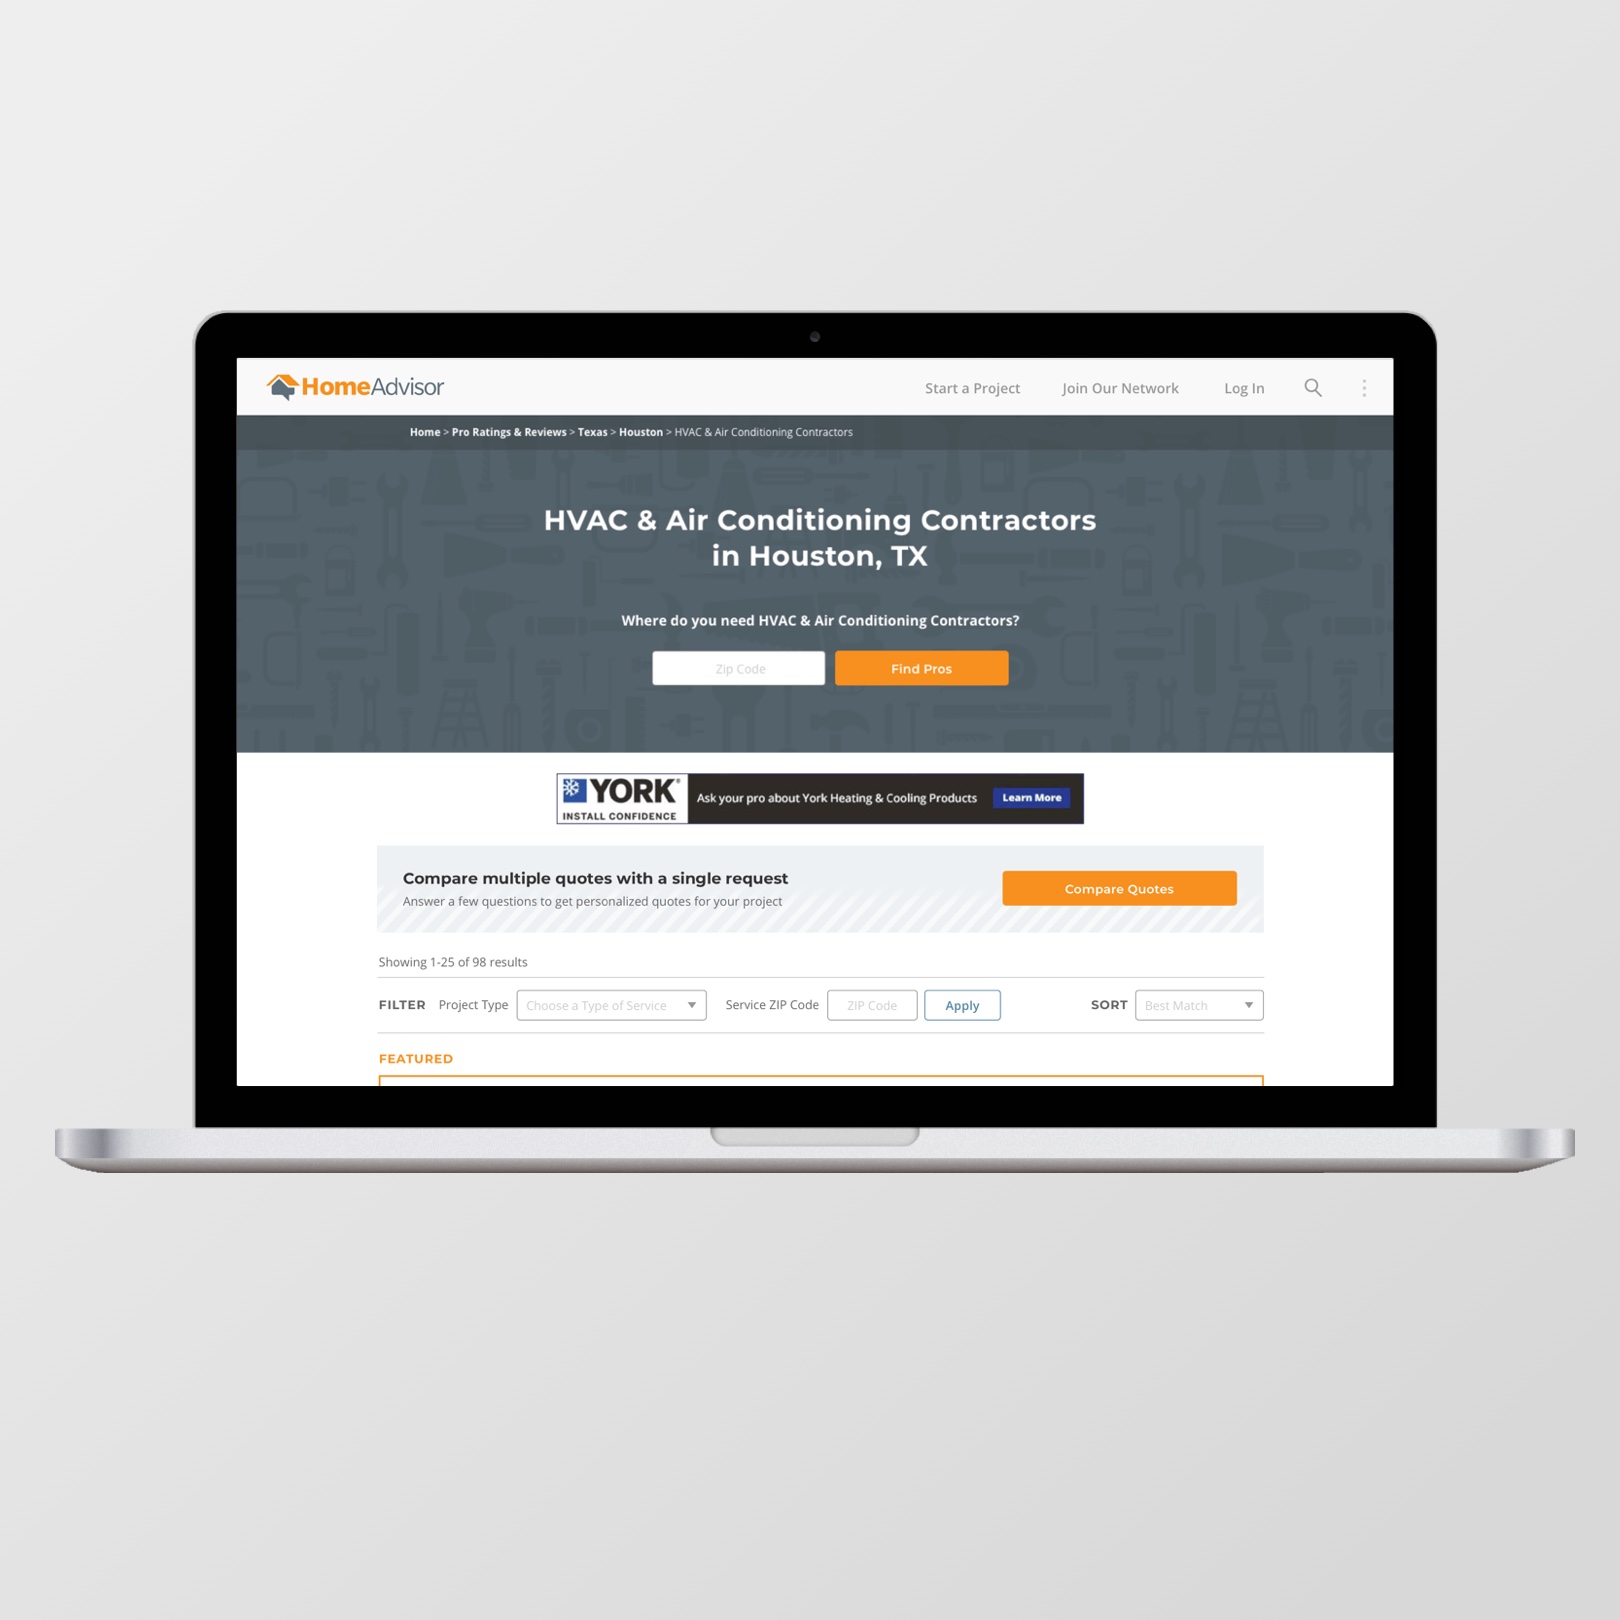 HomeAdvisor
Start a Project
Join Our Network
Log In
Home > Pro Ratings & Reviews > Texas > Houston > HVAC & Air Conditioning Contractors
HVAC & Air Conditioning Contractors
in Houston, TX
Where do you need HVAC & Air Conditioning Contractors?
Zip Code
Find Pros
YORK®
INSTALL CONFIDENCE
Ask your pro about York Heating & Cooling Products
Learn More
Compare multiple quotes with a single request
Answer a few questions to get personalized quotes for your project
Compare Quotes
Showing 1-25 of 98 results
FILTER
Project Type
Choose a Type of Service
Service ZIP Code
ZIP Code
Apply
SORT
Best Match
FEATURED